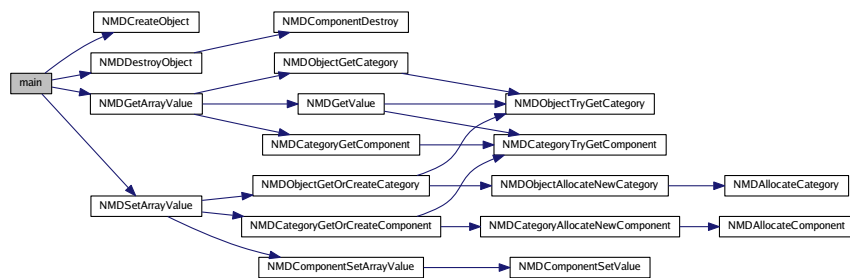 NMDCreateObject
NMDComponentDestroy
NMDDestroyObject
NMDObjectGetCategory
main
NMDGetArrayValue
NMDGetValue
NMDObjectTryGetCategory
NMDCategoryGetComponent
NMDCategoryTryGetComponent
NMDObjectGetOrCreateCategory
NMDObjectAllocateNewCategory
NMDAllocateCategory
NMDSetArrayValue
NMDCategoryGetOrCreateComponent
NMDCategoryAllocateNewComponent
NMDAllocateComponent
NMDComponentSetArrayValue
NMDComponentSetValue